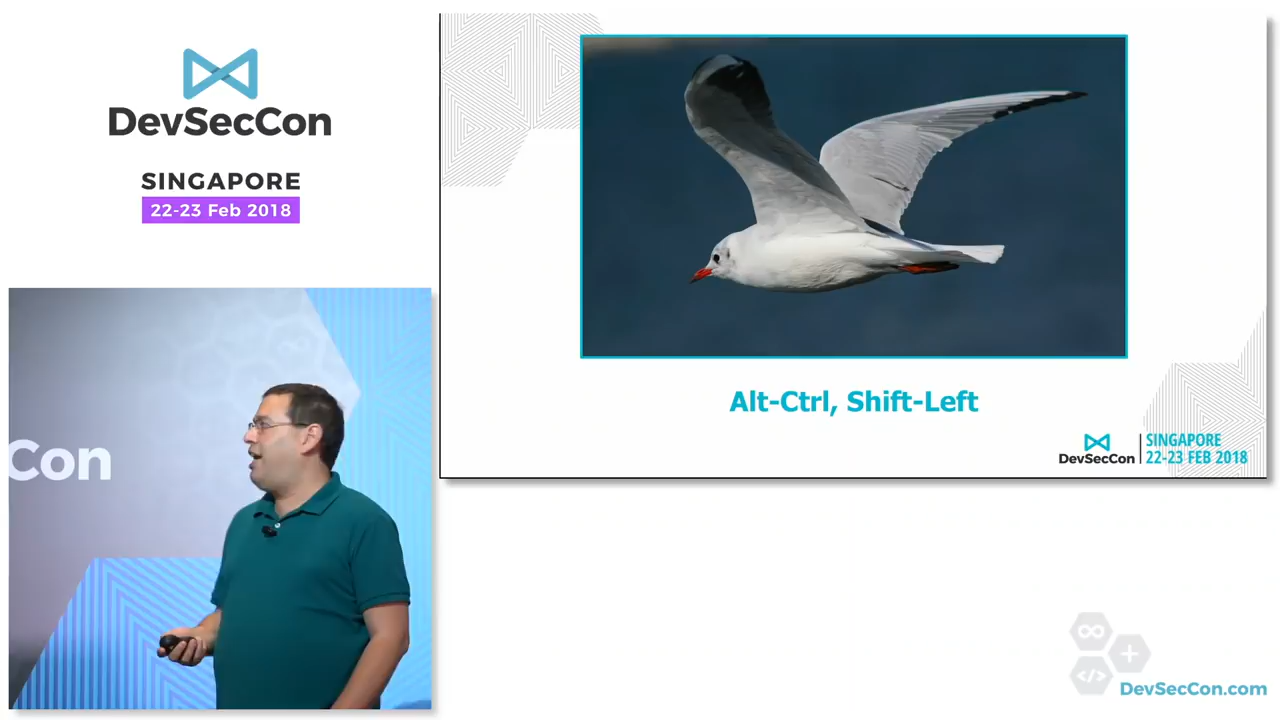 DevSecCon
SINGAPORE
22-23 Feb 2018
Con
Alt-Ctrl, Shift-Left
DevSecCon
SINGAPORE
22-23 FEB 2018
DevSecCon.com